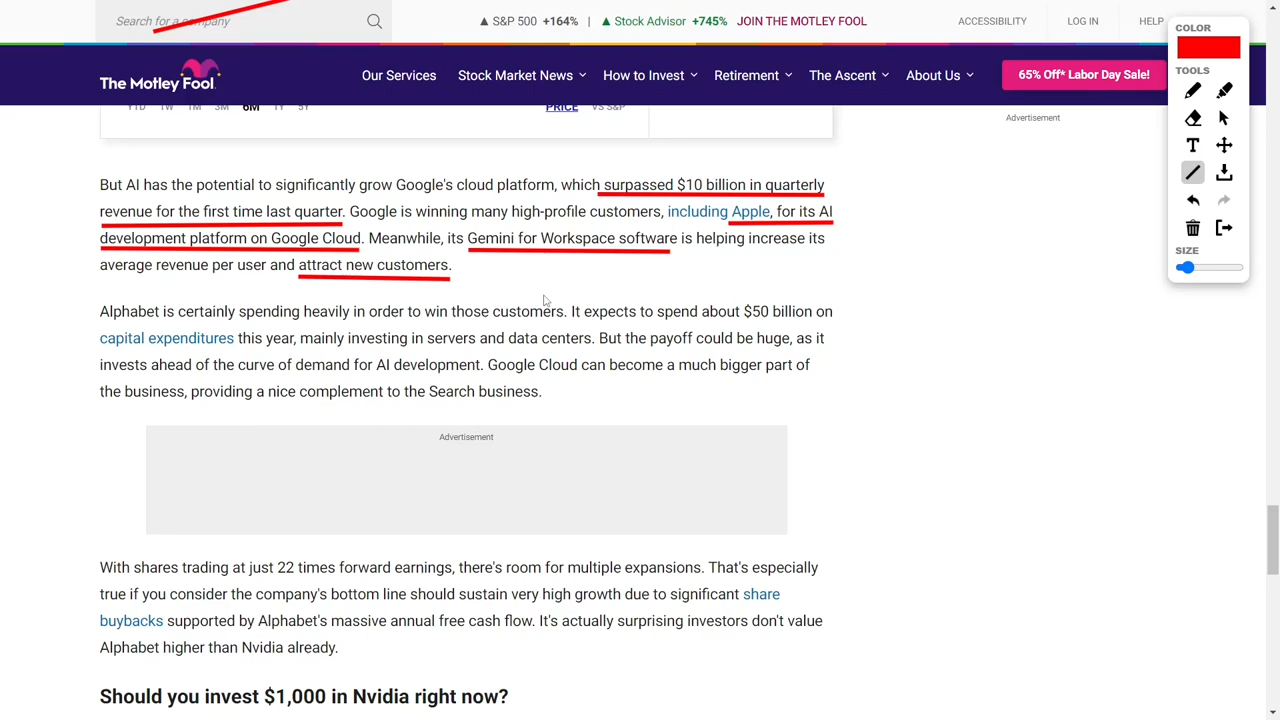 Search for a company
▲ S&P 500 +164% | ▲ Stock Advisor +745% JOIN THE MOTLEY FOOL
ACCESSIBILITY LOG IN HELP
The Motley Fool.
Our Services Stock Market News How to Invest Retirement The Ascent About Us 65% Off* Labor Day Sale!
COLOR
TOOLS
SIZE
YTD 1W 1M 3M 6M 1Y 5Y PRICE VS S&P
Advertisement
But AI has the potential to significantly grow Google's cloud platform, which surpassed $10 billion in quarterly
revenue for the first time last quarter. Google is winning many high-profile customers, including Apple, for its AI
development platform on Google Cloud. Meanwhile, its Gemini for Workspace software is helping increase its
average revenue per user and attract new customers.
Alphabet is certainly spending heavily in order to win those customers. It expects to spend about $50 billion on
capital expenditures this year, mainly investing in servers and data centers. But the payoff could be huge, as it
invests ahead of the curve of demand for AI development. Google Cloud can become a much bigger part of
the business, providing a nice complement to the Search business.
Advertisement
With shares trading at just 22 times forward earnings, there's room for multiple expansions. That's especially
true if you consider the company's bottom line should sustain very high growth due to significant share
buybacks supported by Alphabet's massive annual free cash flow. It's actually surprising investors don't value
Alphabet higher than Nvidia already.
Should you invest $1,000 in Nvidia right now?